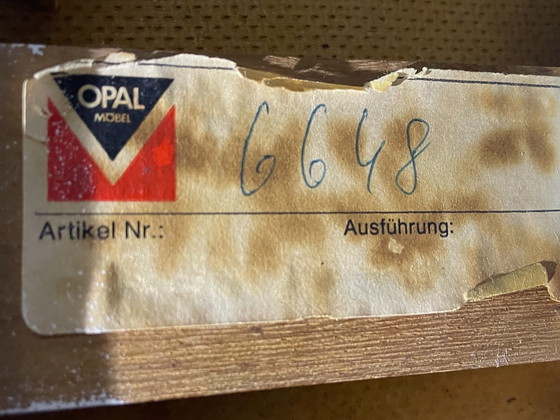 OPAL
MÖBEL
6648
Artikel Nr.: Ausführung: